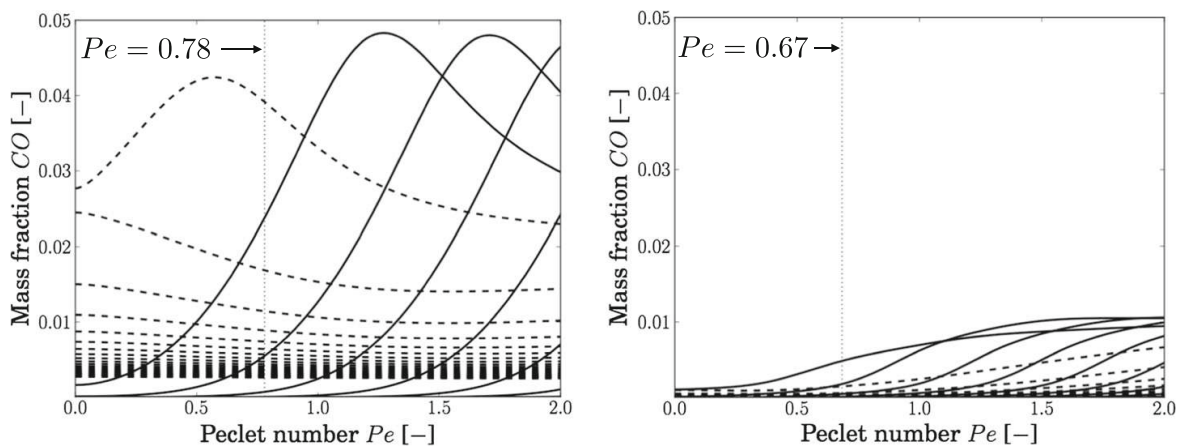 0.05
0.04
0.03
0.02
0.01
Mass fraction CO [−]
Pe = 0.78
0.0 0.5 1.0 1.5 2.0
Peclet number Pe [−]
0.05
0.04
0.03
0.02
0.01
Mass fraction CO [−]
Pe = 0.67
0.0 0.5 1.0 1.5 2.0
Peclet number Pe [−]